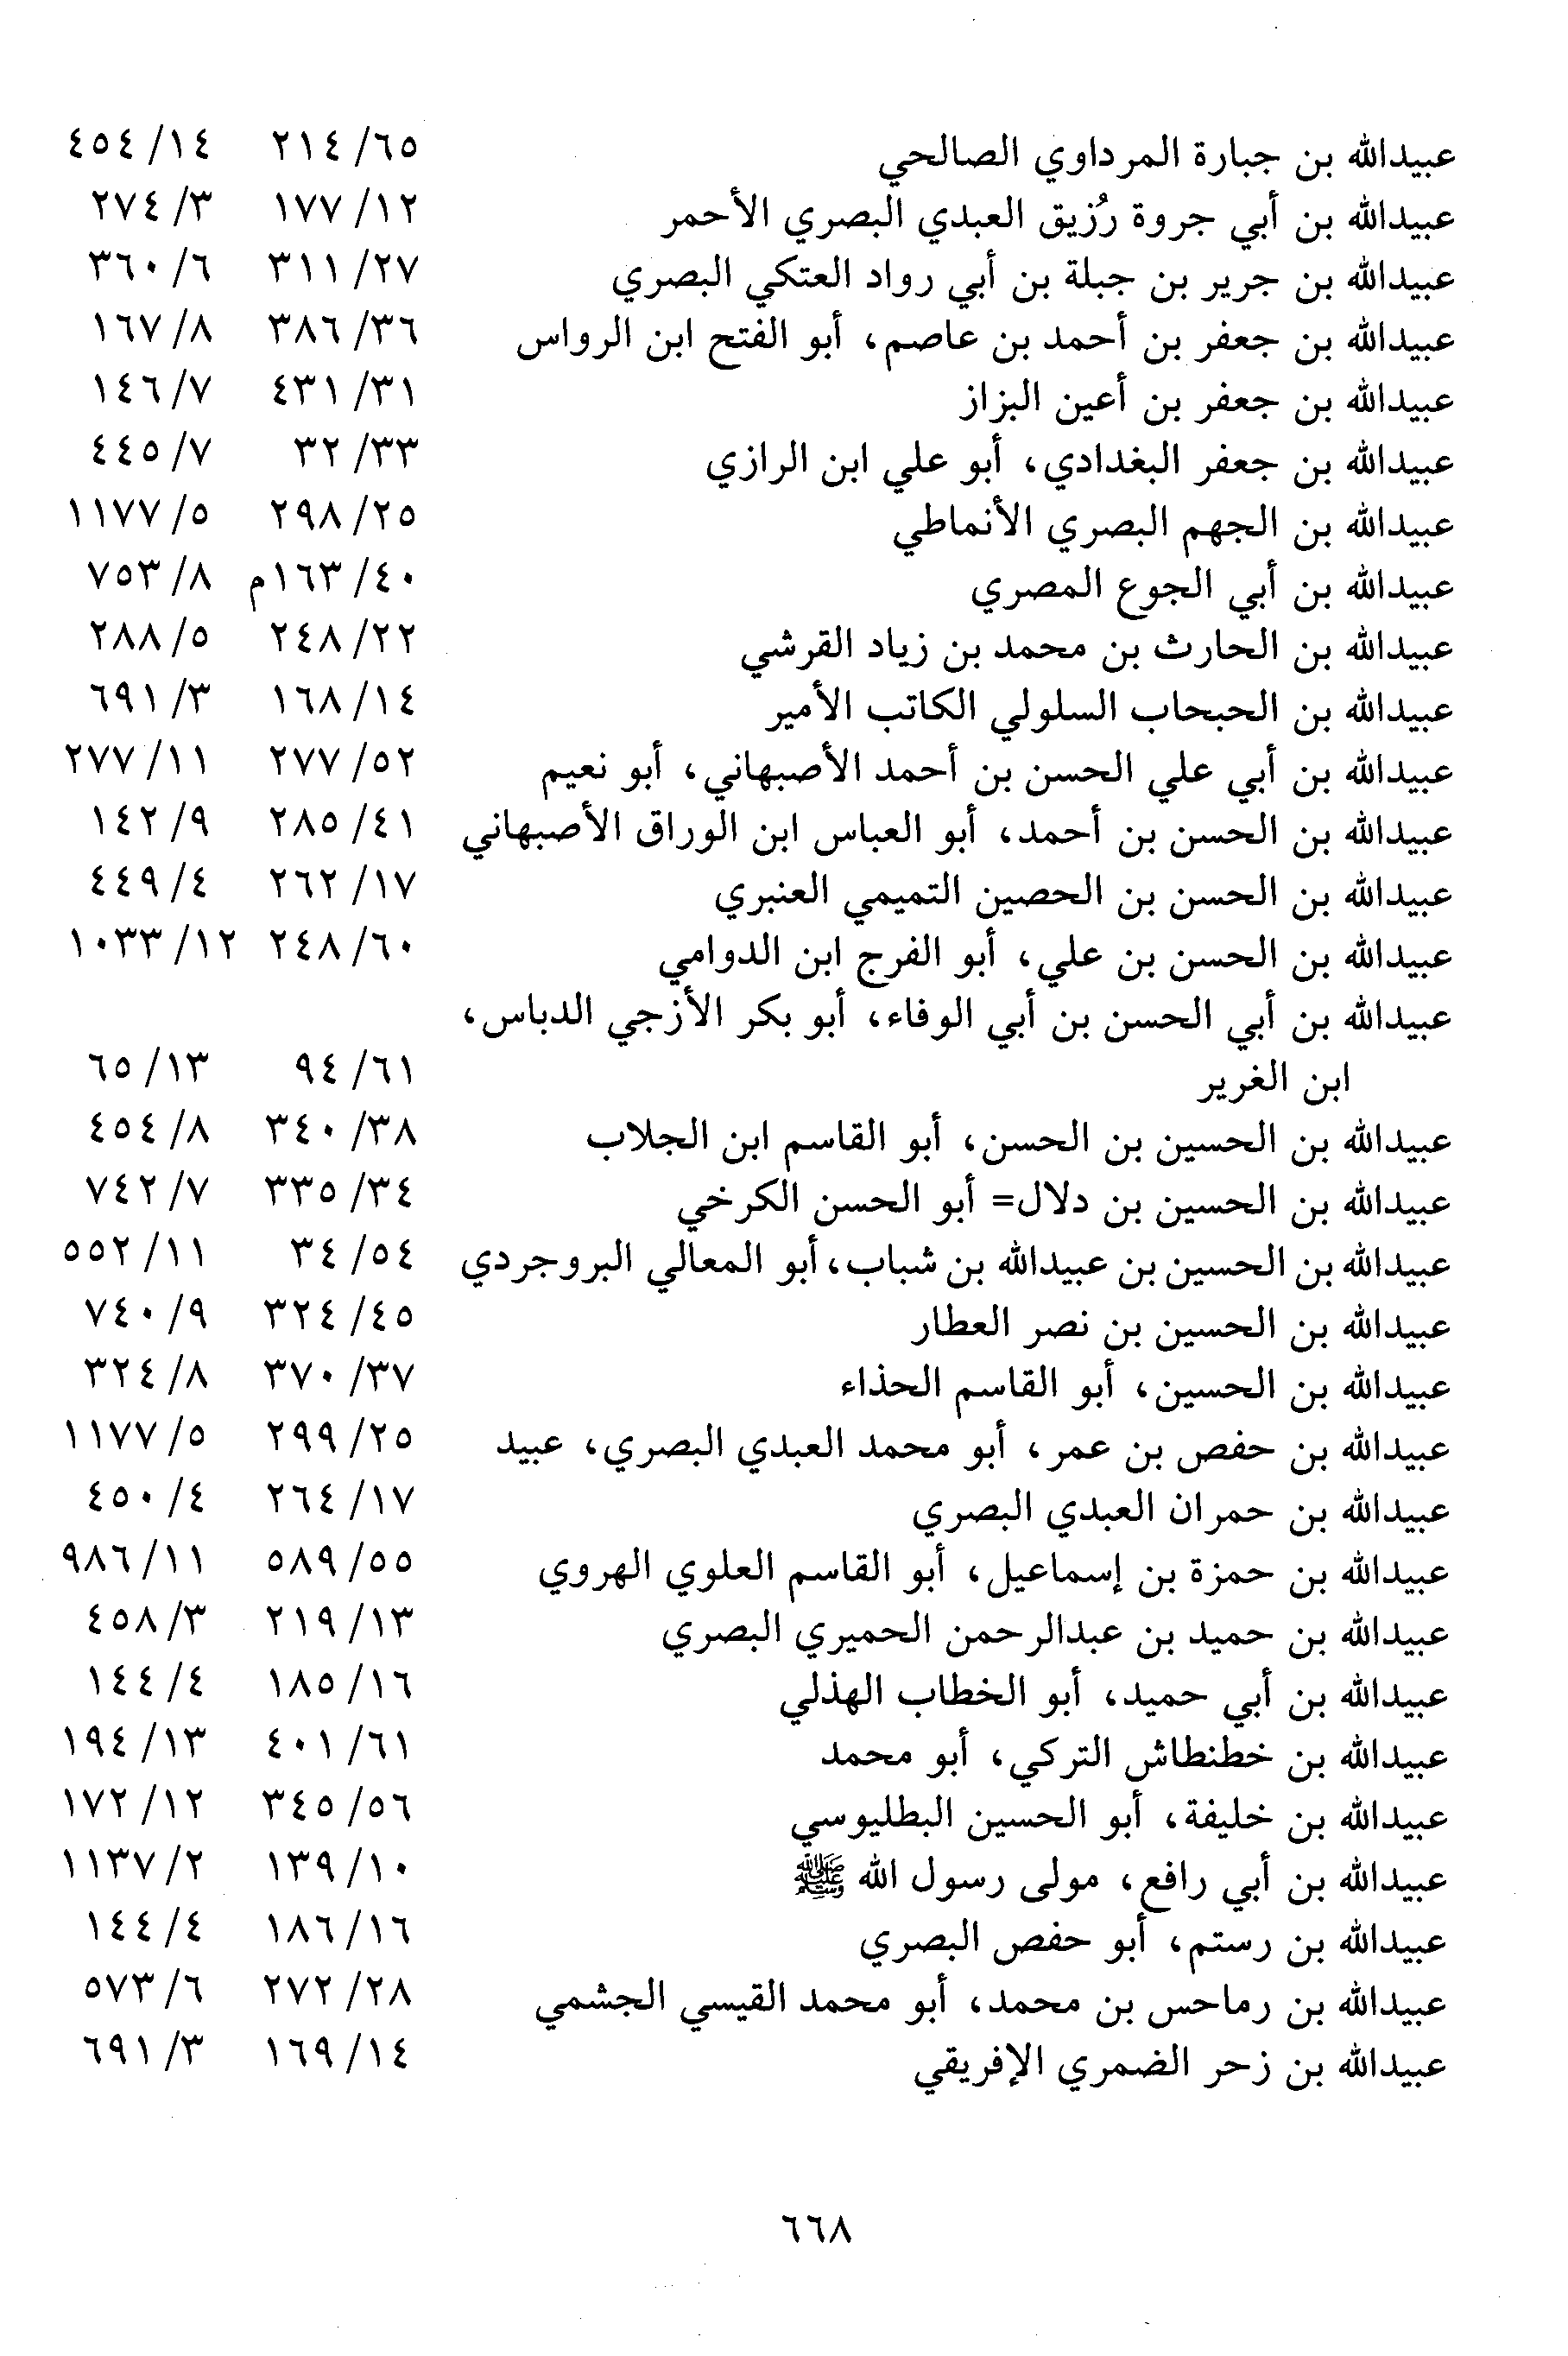 عبيدالله بن جبارة المرداوي الصالحي ٦٥/ ٢١٤ ١٤/ ٤٥٤
عبيدالله بن أبي جروة رُزيق العبدي البصري الأحمر ١٢/ ١٧٧ ٣/ ٢٧٤
عبيدالله بن جرير بن جبلة بن أبي رواد العتكي البصري ٢٧/ ٣١١ ٦/ ٣٦٠
عبيدالله بن جعفر بن أحمد بن عاصم، أبو الفتح ابن الرواس ٣٦/ ٣٨٦ ٨/ ١٦٧
عبيدالله بن جعفر بن أعين البزاز ٣١/ ٤٣١ ٧/ ١٤٦
عبيدالله بن جعفر البغدادي، أبو علي ابن الرازي ٣٣/ ٣٢ ٧/ ٤٤٥
عبيدالله بن الجهم البصري الأنماطي ٢٥/ ٢٩٨ ٥/ ١١٧٧
عبيدالله بن أبي الجوع المصري ٤٠/ ١٦٣م ٨/ ٧٥٣
عبيدالله بن الحارث بن محمد بن زياد القرشي ٢٢/ ٢٤٨ ٥/ ٢٨٨
عبيدالله بن الحبحاب السلولي الكاتب الأمير ١٤/ ١٦٨ ٣/ ٦٩١
عبيدالله بن أبي علي الحسن بن أحمد الأصبهاني، أبو نعيم ٥٢/ ٢٧٧ ١١/ ٢٧٧
عبيدالله بن الحسن بن أحمد، أبو العباس ابن الوراق الأصبهاني ٤١/ ٢٨٥ ٩/ ١٤٢
عبيدالله بن الحسن بن الحصين التميمي العنبري ١٧/ ٢٦٢ ٤/ ٤٤٩
عبيدالله بن الحسن بن علي، أبو الفرج ابن الدوامي ٦٠/ ٢٤٨ ١٢/ ١٠٣٣
عبيدالله بن أبي الحسن بن أبي الوفاء، أبو بكر الأزجي الدباس،
ابن الغرير ٦١/ ٩٤ ١٣/ ٦٥
عبيدالله بن الحسين بن الحسن، أبو القاسم ابن الجلاب ٣٨/ ٣٤٠ ٨/ ٤٥٤
عبيدالله بن الحسين بن دلال= أبو الحسن الكرخي ٣٤/ ٣٣٥ ٧/ ٧٤٢
عبيدالله بن الحسين بن عبيدالله بن شباب، أبو المعالي البروجردي ٥٤/ ٣٤ ١١/ ٥٥٢
عبيدالله بن الحسين بن نصر العطار ٤٥/ ٣٢٤ ٩/ ٧٤٠
عبيدالله بن الحسين، أبو القاسم الحذاء ٣٧/ ٣٧٠ ٨/ ٣٢٤
عبيدالله بن حفص بن عمر، أبو محمد العبدي البصري، عبيد ٢٥/ ٢٩٩ ٥/ ١١٧٧
عبيدالله بن حمران العبدي البصري ١٧/ ٢٦٤ ٤/ ٤٥٠
عبيدالله بن حمزة بن إسماعيل، أبو القاسم العلوي الهروي ٥٥/ ٥٨٩ ١١/ ٩٨٦
عبيدالله بن حميد بن عبدالرحمن الحميري البصري ١٣/ ٢١٩ ٣/ ٤٥٨
عبيدالله بن أبي حميد، أبو الخطاب الهذلي ١٦/ ١٨٥ ٤/ ١٤٤
عبيدالله بن خطنطاش التركي، أبو محمد ٦١/ ٤٠١ ١٣/ ١٩٤
عبيدالله بن خليفة، أبو الحسين البطليوسي ٥٦/ ٣٤٥ ١٢/ ١٧٢
عبيدالله بن أبي رافع، مولى رسول الله ﷺ ١٠/ ١٣٩ ٢/ ١١٣٧
عبيدالله بن رستم، أبو حفص البصري ١٦/ ١٨٦ ٤/ ١٤٤
عبيدالله بن رماحس بن محمد، أبو محمد القيسي الجشمي ٢٨/ ٢٧٢ ٦/ ٥٧٣
عبيدالله بن زحر الضمري الإفريقي ١٤/ ١٦٩ ٣/ ٦٩١
٦٦٨